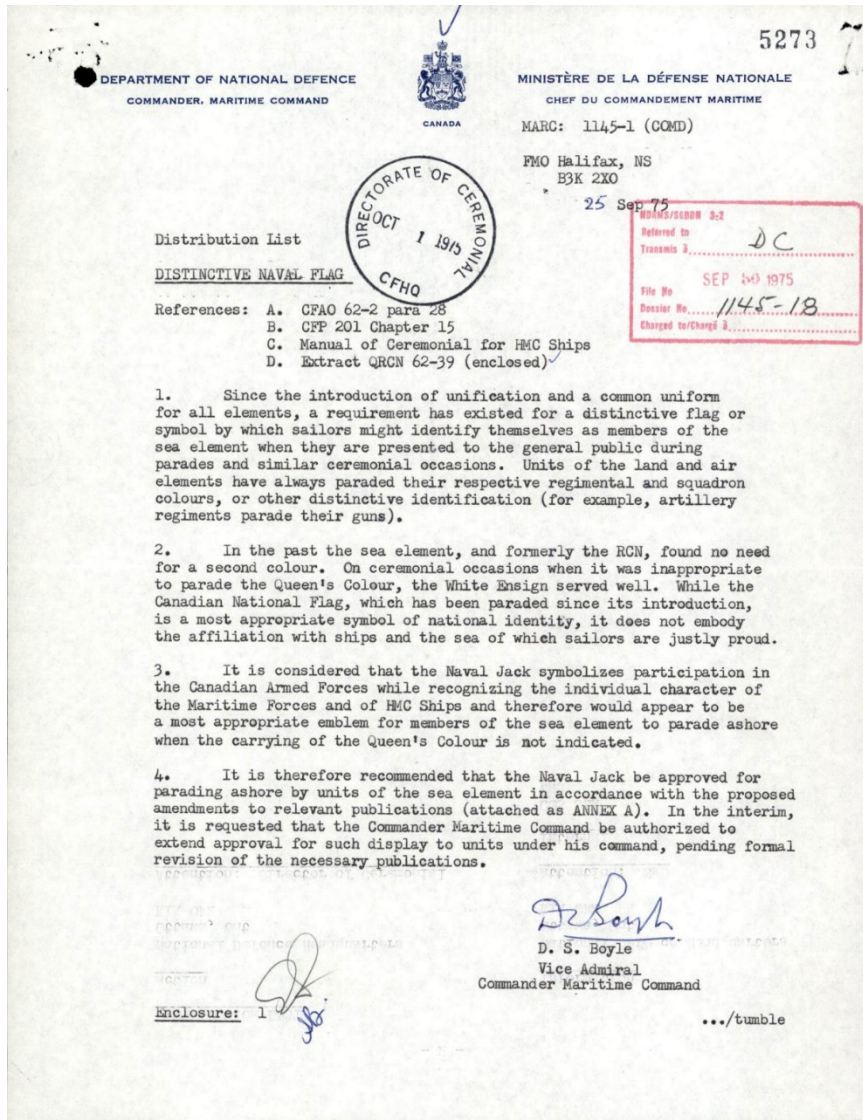 5273
DEPARTMENT OF NATIONAL DEFENCE
COMMANDER, MARITIME COMMAND
CANADA
MINISTÈRE DE LA DÉFENSE NATIONALE
CHEF DU COMMANDEMENT MARITIME
MARC: 1145-1 (COMD)
FMO Halifax, NS
B3K 2X0
25 Sep 75
DIRECTORATE OF CEREMONIAL
OCT 1 1975
CFHQ
Referred to
Transmis à DC
SEP 30 1975
File No
Dossier No. 1145-18
Charged to/Chargé à
Distribution List
DISTINCTIVE NAVAL FLAG
References: A. CFAO 62-2 para 28
B. CFP 201 Chapter 15
C. Manual of Ceremonial for HMC Ships
D. Extract QRCN 62-39 (enclosed)
1. Since the introduction of unification and a common uniform
for all elements, a requirement has existed for a distinctive flag or
symbol by which sailors might identify themselves as members of the
sea element when they are presented to the general public during
parades and similar ceremonial occasions. Units of the land and air
elements have always paraded their respective regimental and squadron
colours, or other distinctive identification (for example, artillery
regiments parade their guns).
2. In the past the sea element, and formerly the RCN, found no need
for a second colour. On ceremonial occasions when it was inappropriate
to parade the Queen's Colour, the White Ensign served well. While the
Canadian National Flag, which has been paraded since its introduction,
is a most appropriate symbol of national identity, it does not embody
the affiliation with ships and the sea of which sailors are justly proud.
3. It is considered that the Naval Jack symbolizes participation in
the Canadian Armed Forces while recognizing the individual character of
the Maritime Forces and of HMC Ships and therefore would appear to be
a most appropriate emblem for members of the sea element to parade ashore
when the carrying of the Queen's Colour is not indicated.
4. It is therefore recommended that the Naval Jack be approved for
parading ashore by units of the sea element in accordance with the proposed
amendments to relevant publications (attached as ANNEX A). In the interim,
it is requested that the Commander Maritime Command be authorized to
extend approval for such display to units under his command, pending formal
revision of the necessary publications.
D S Boyle
D. S. Boyle
Vice Admiral
Commander Maritime Command
Enclosure: 1
.../tumble